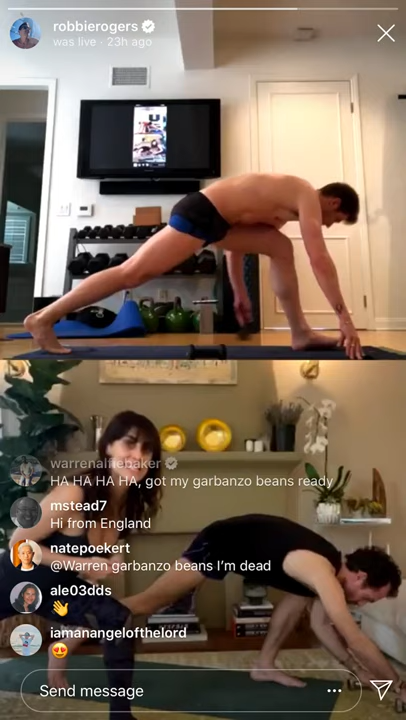 robbierogers
was live · 23h ago
warrenalfiebaker
HA HA HA HA, got my garbanzo beans ready
mstead7
Hi from England
natepoekert
@Warren garbanzo beans I'm dead
ale03dds
👋
iamanangelofthelord
😍
Send message